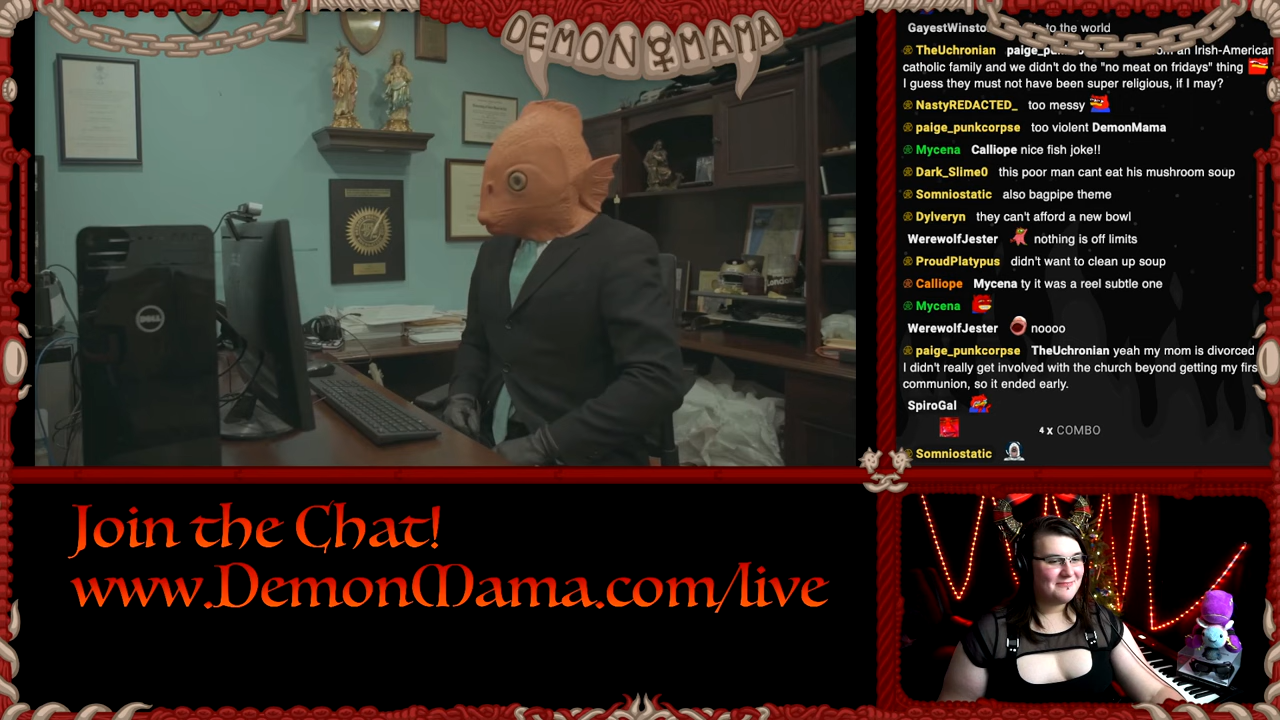 DEMON MAMA
GayestWinsto to the world
TheUchronian an Irish-American
catholic family and we didn't do the "no meat on fridays" thing
I guess they must not have been super religious, if I may?
NastyREDACTED_ too messy
paige_punkcorpse too violent DemonMama
Mycena Calliope nice fish joke!!
Dark_Slime0 this poor man cant eat his mushroom soup
Somniostatic also bagpipe theme
Dylveryn they can't afford a new bowl
WerewolfJester nothing is off limits
ProudPlatypus didn't want to clean up soup
Calliope Mycena ty it was a reel subtle one
Mycena
WerewolfJester noooo
paige_punkcorpse TheUchronian yeah my mom is divorced
I didn't really get involved with the church beyond getting my firs
communion, so it ended early.
SpiroGal
4 x COMBO
Somniostatic
DELL
London
Join the Chat!
www.DemonMama.com/live